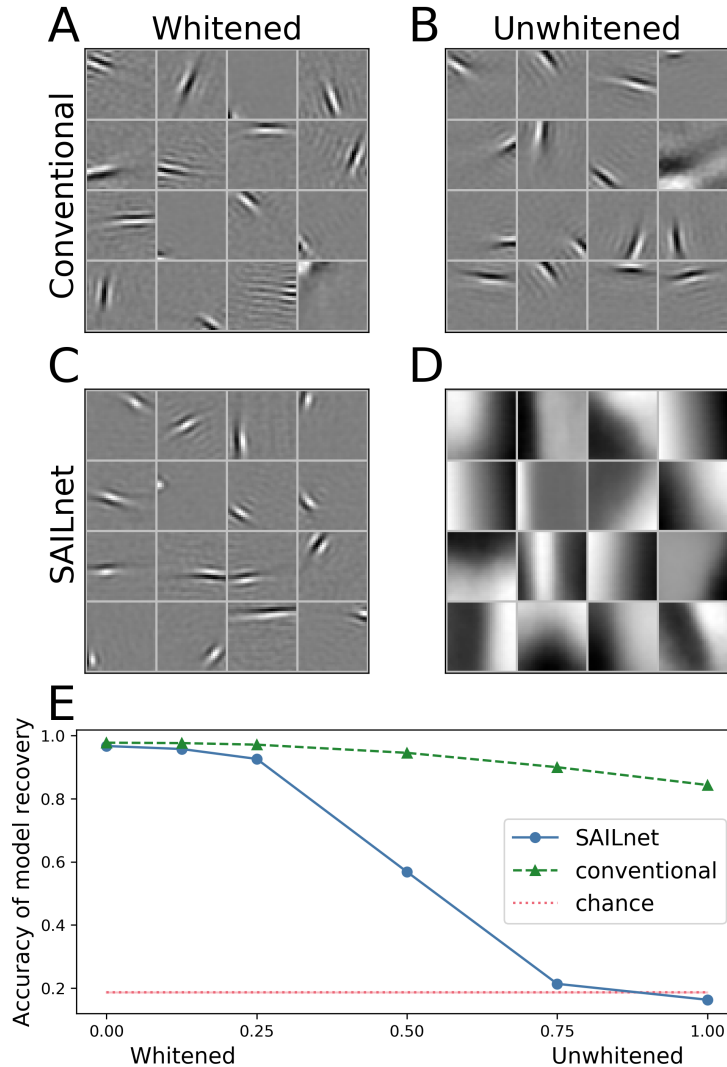 A
Whitened
B
Unwhitened
Conventional
C
D
SAILnet
E
Accuracy of model recovery
1.0
0.8
0.6
0.4
0.2
SAILnet
conventional
chance
0.00
0.25
0.50
0.75
1.00
Whitened
Unwhitened